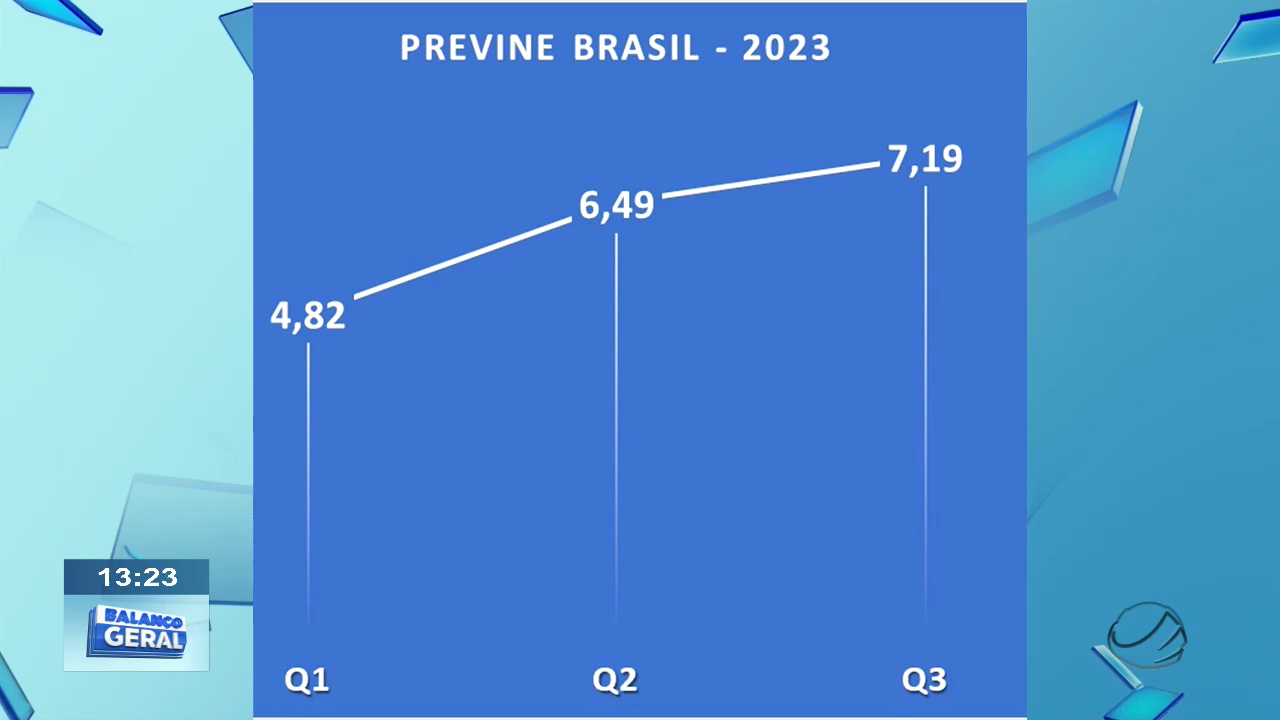 PREVINE BRASIL - 2023
7,19
6,49
4,82
13:23
BALANÇO
GERAL
Q1 Q2 Q3